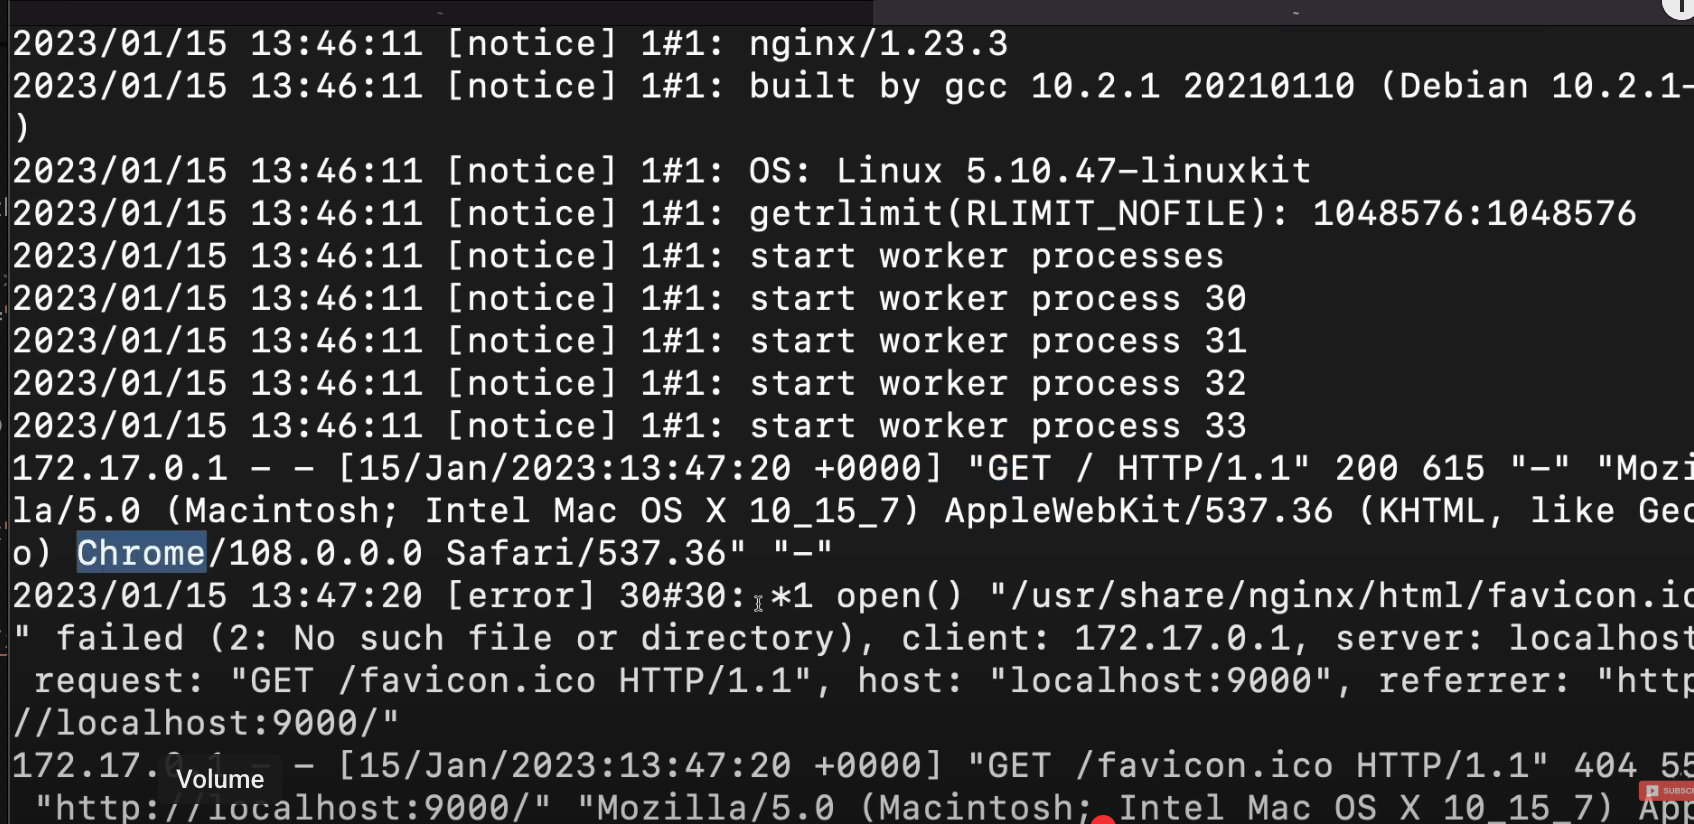 2023/01/15 13:46:11 [notice] 1#1: nginx/1.23.3
2023/01/15 13:46:11 [notice] 1#1: built by gcc 10.2.1 20210110 (Debian 10.2.1-
)
2023/01/15 13:46:11 [notice] 1#1: OS: Linux 5.10.47-linuxkit
2023/01/15 13:46:11 [notice] 1#1: getrlimit(RLIMIT_NOFILE): 1048576:1048576
2023/01/15 13:46:11 [notice] 1#1: start worker processes
2023/01/15 13:46:11 [notice] 1#1: start worker process 30
2023/01/15 13:46:11 [notice] 1#1: start worker process 31
2023/01/15 13:46:11 [notice] 1#1: start worker process 32
2023/01/15 13:46:11 [notice] 1#1: start worker process 33
172.17.0.1 - - [15/Jan/2023:13:47:20 +0000] "GET / HTTP/1.1" 200 615 "-" "Mozi
la/5.0 (Macintosh; Intel Mac OS X 10_15_7) AppleWebKit/537.36 (KHTML, like Gec
o) Chrome/108.0.0.0 Safari/537.36" "-"
2023/01/15 13:47:20 [error] 30#30: *1 open() "/usr/share/nginx/html/favicon.ic
" failed (2: No such file or directory), client: 172.17.0.1, server: localhost
request: "GET /favicon.ico HTTP/1.1", host: "localhost:9000", referrer: "http
//localhost:9000/"
172.17.0.1 - - [15/Jan/2023:13:47:20 +0000] "GET /favicon.ico HTTP/1.1" 404 55
Volume
"http://localhost:9000/" "Mozilla/5.0 (Macintosh; Intel Mac OS X 10_15_7) App